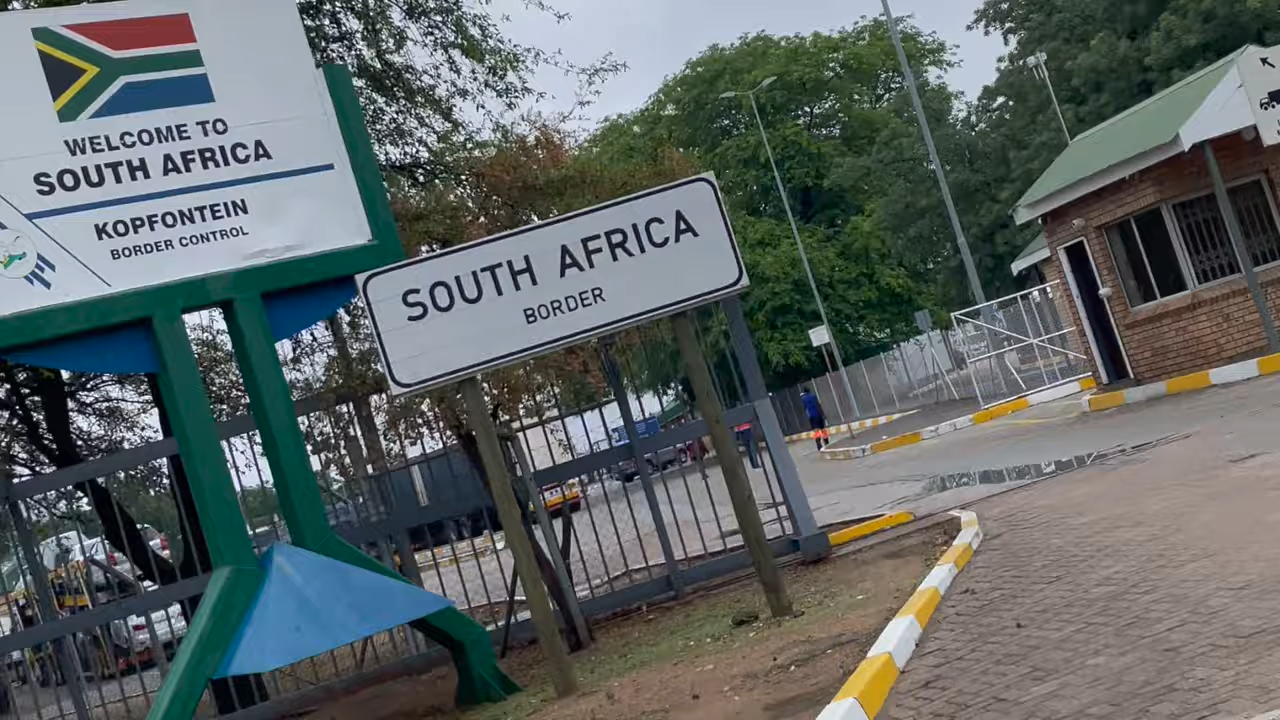 WELCOME TO
SOUTH AFRICA
KOPFONTEIN
BORDER CONTROL
SOUTH AFRICA
BORDER